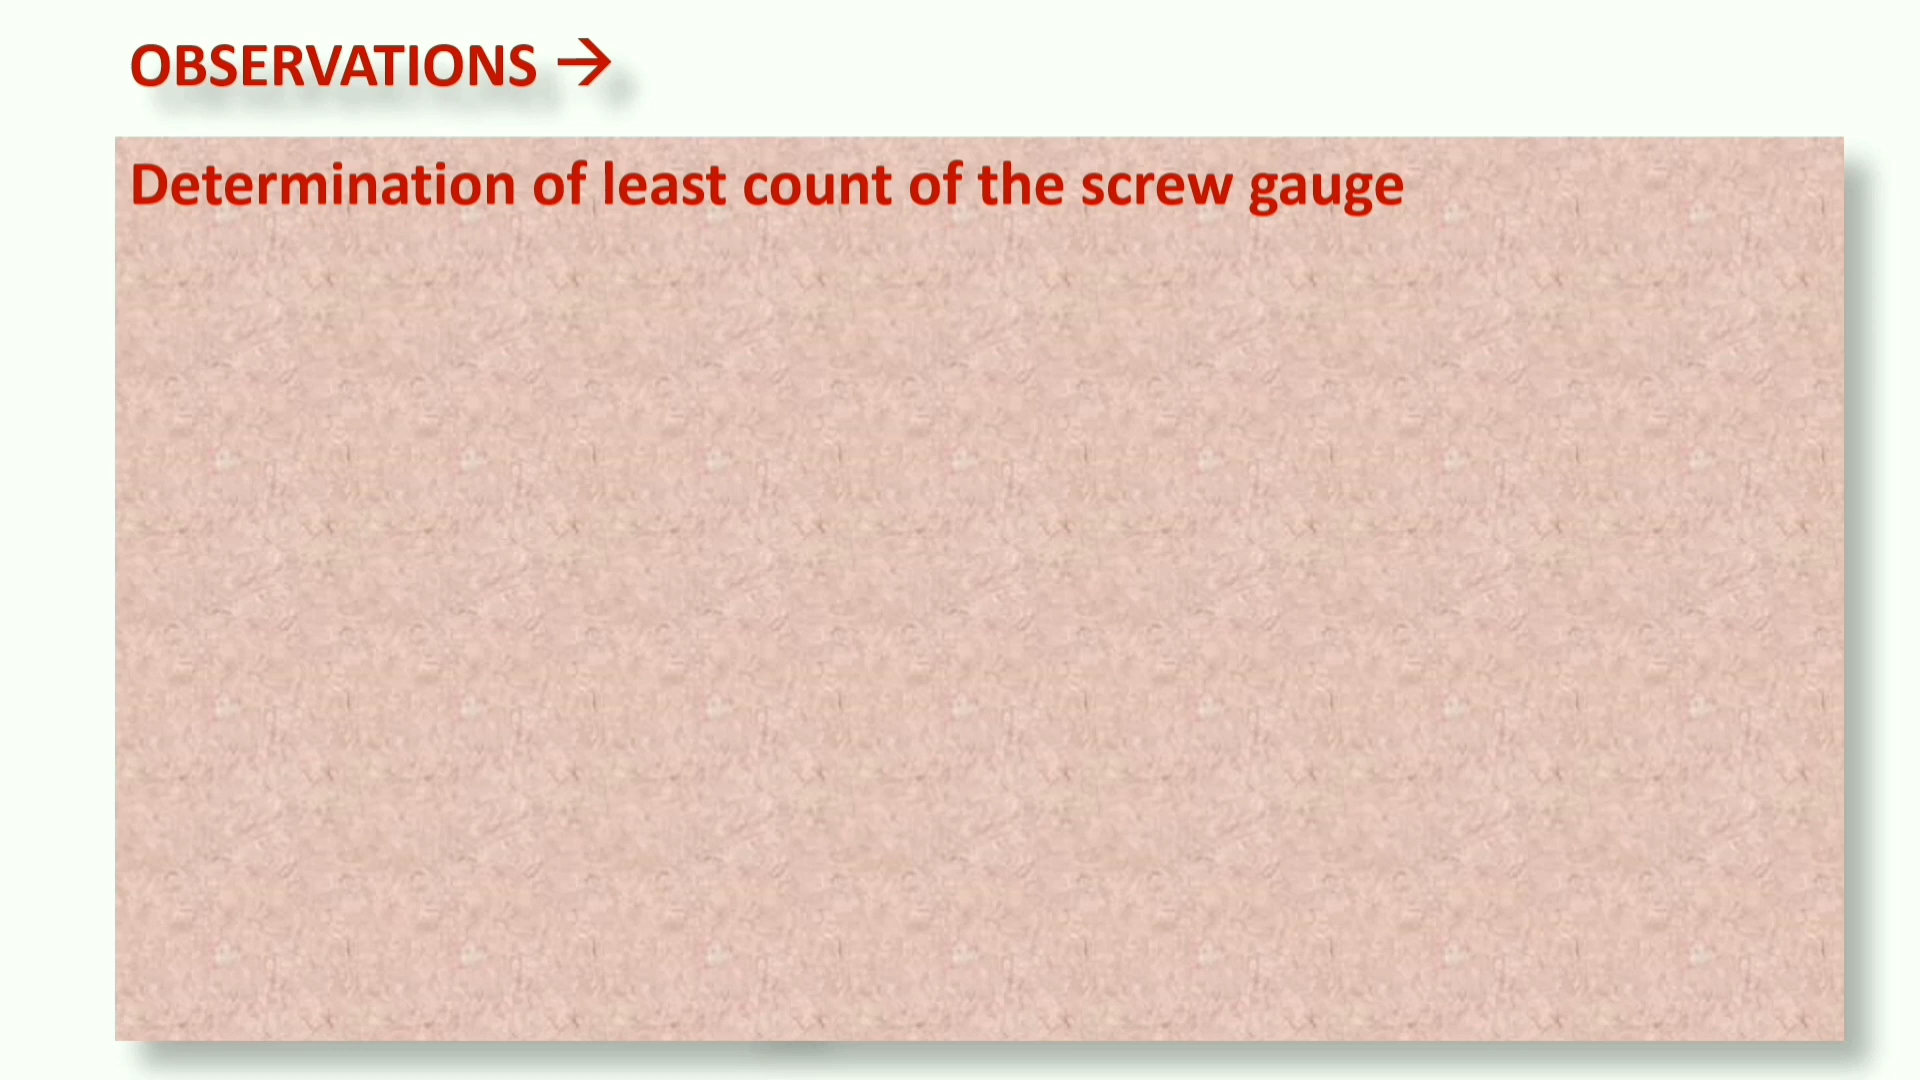 OBSERVATIONS →
Determination of least count of the screw gauge